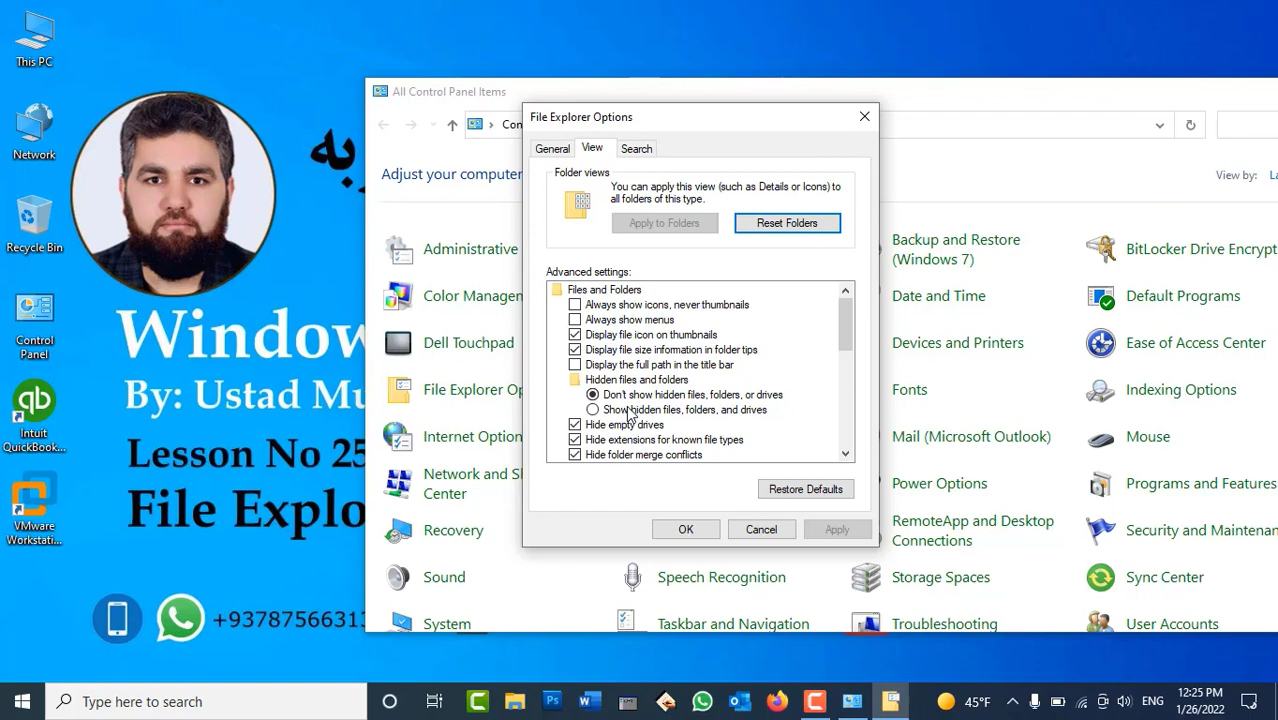 This PC
Network
Recycle Bin
Control
Panel
Intuit
QuickBook...
VMware
Workstati...
وبه
Window
By: Ustad Mu
Lesson No 25
File Explo
+93787566313
All Control Panel Items
Con
Adjust your computer
View by:
La
File Explorer Options
General
View
Search
Folder views
You can apply this view (such as Details or Icons) to
all folders of this type.
Apply to Folders
Reset Folders
Advanced settings:
Files and Folders
Always show icons, never thumbnails
Always show menus
Display file icon on thumbnails
Display file size information in folder tips
Display the full path in the title bar
Hidden files and folders
Don't show hidden files, folders, or drives
Show hidden files, folders, and drives
Hide empty drives
Hide extensions for known file types
Hide folder merge conflicts
Restore Defaults
OK
Cancel
Apply
Administrative
Backup and Restore
(Windows 7)
BitLocker Drive Encrypt
Color Managem
Date and Time
Default Programs
Dell Touchpad
Devices and Printers
Ease of Access Center
File Explorer Op
Fonts
Indexing Options
Internet Option
Mail (Microsoft Outlook)
Mouse
Network and Sh
Center
Power Options
Programs and Features
Recovery
RemoteApp and Desktop
Connections
Security and Maintenan
Sound
Speech Recognition
Storage Spaces
Sync Center
System
Taskbar and Navigation
Troubleshooting
User Accounts
Type here to search
45°F
ENG
12:25 PM
1/26/2022